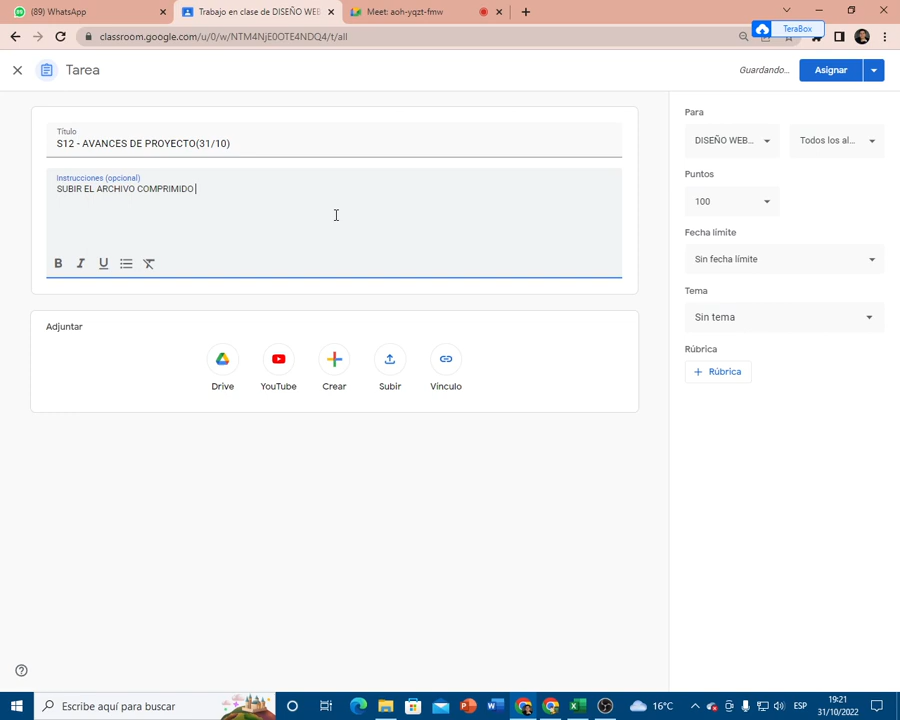 (89) WhatsApp
Trabajo en clase de DISEÑO WEB
Meet: aoh-yqzt-fmw
classroom.google.com/u/0/w/NTM4NjE0OTE4NDQ4/t/all
TeraBox
Tarea
Guardando...
Asignar
Título
S12 - AVANCES DE PROYECTO(31/10)
Instrucciones (opcional)
SUBIR EL ARCHIVO COMPRIMIDO
B I U
Adjuntar
Drive
YouTube
Crear
Subir
Vínculo
Para
DISEÑO WEB...
Todos los al...
Puntos
100
Fecha límite
Sin fecha límite
Tema
Sin tema
Rúbrica
+ Rúbrica
Escribe aquí para buscar
16°C
ESP
19:21
31/10/2022